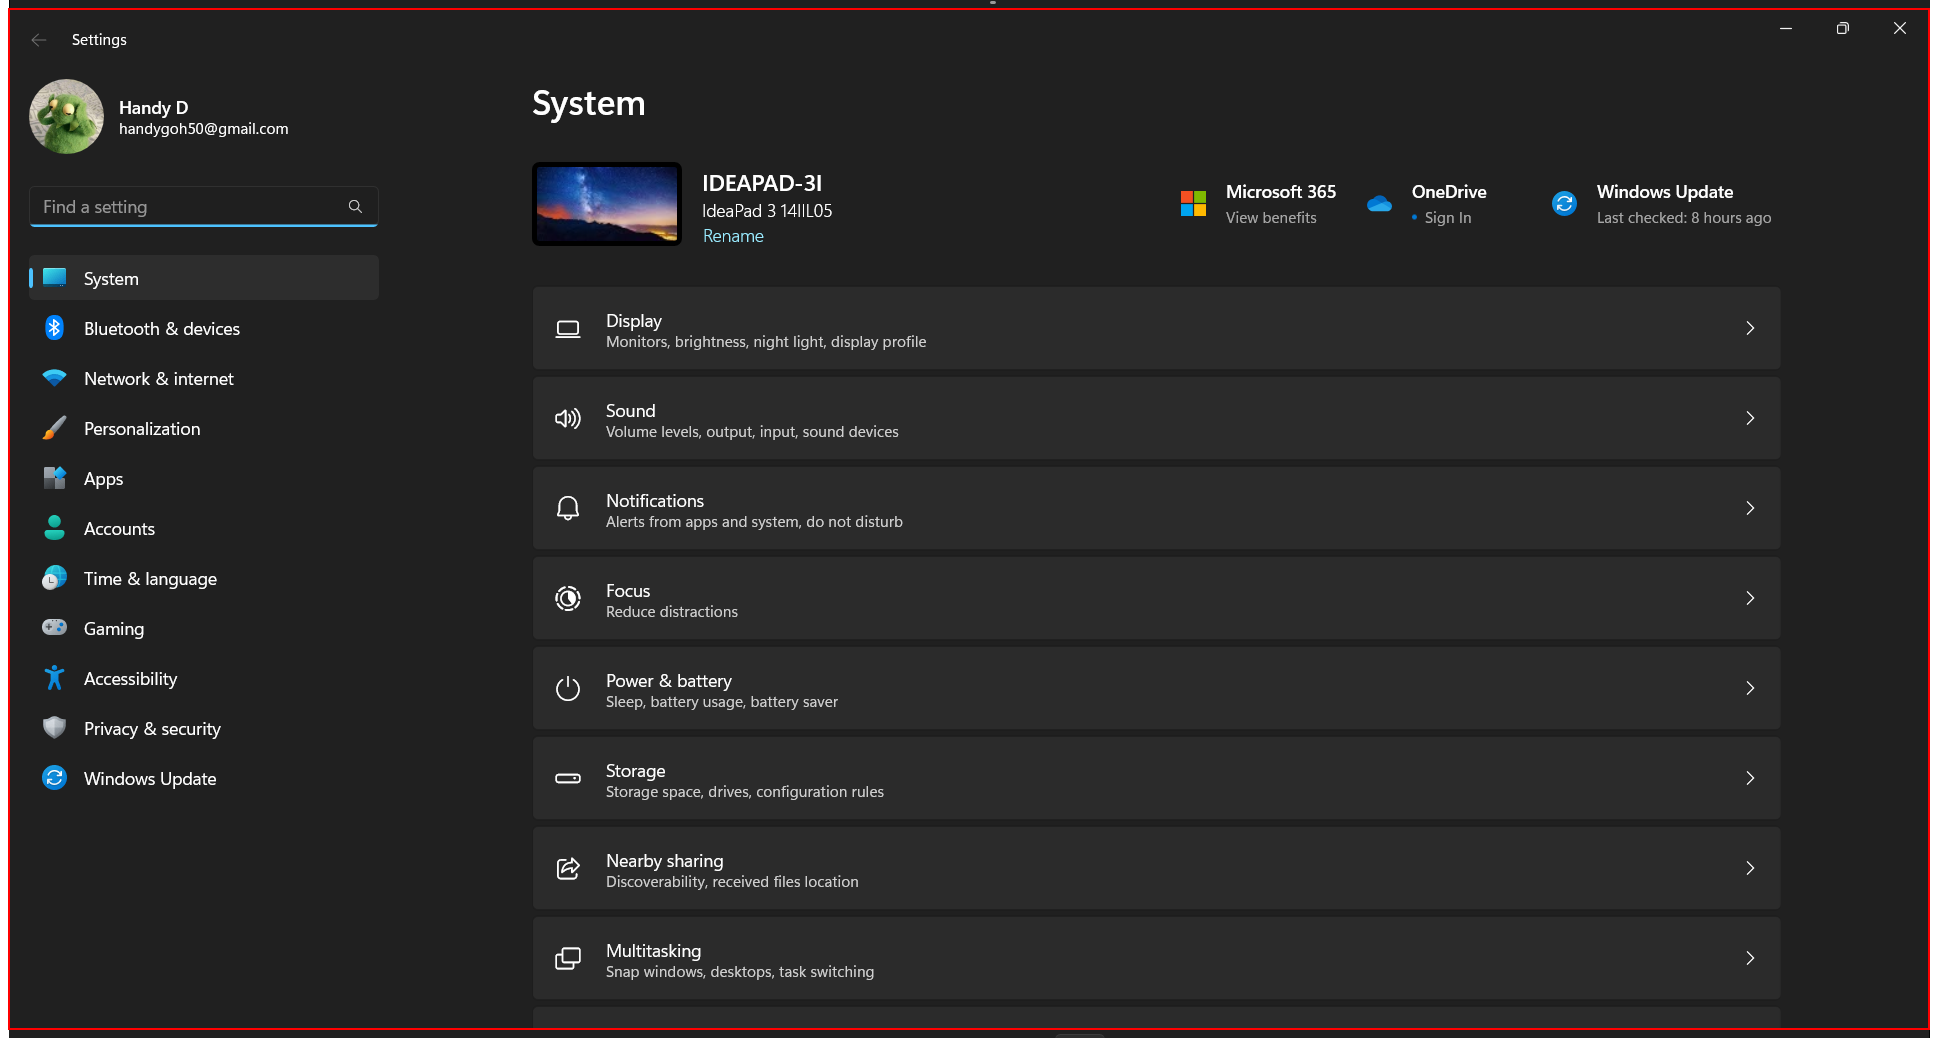 Settings
Handy D
handygoh50@gmail.com
Find a setting
System
Bluetooth & devices
Network & internet
Personalization
Apps
Accounts
Time & language
Gaming
Accessibility
Privacy & security
Windows Update
System
IDEAPAD-3I
IdeaPad 3 14IIL05
Rename
Microsoft 365
View benefits
OneDrive
• Sign In
Windows Update
Last checked: 8 hours ago
Display
Monitors, brightness, night light, display profile
Sound
Volume levels, output, input, sound devices
Notifications
Alerts from apps and system, do not disturb
Focus
Reduce distractions
Power & battery
Sleep, battery usage, battery saver
Storage
Storage space, drives, configuration rules
Nearby sharing
Discoverability, received files location
Multitasking
Snap windows, desktops, task switching